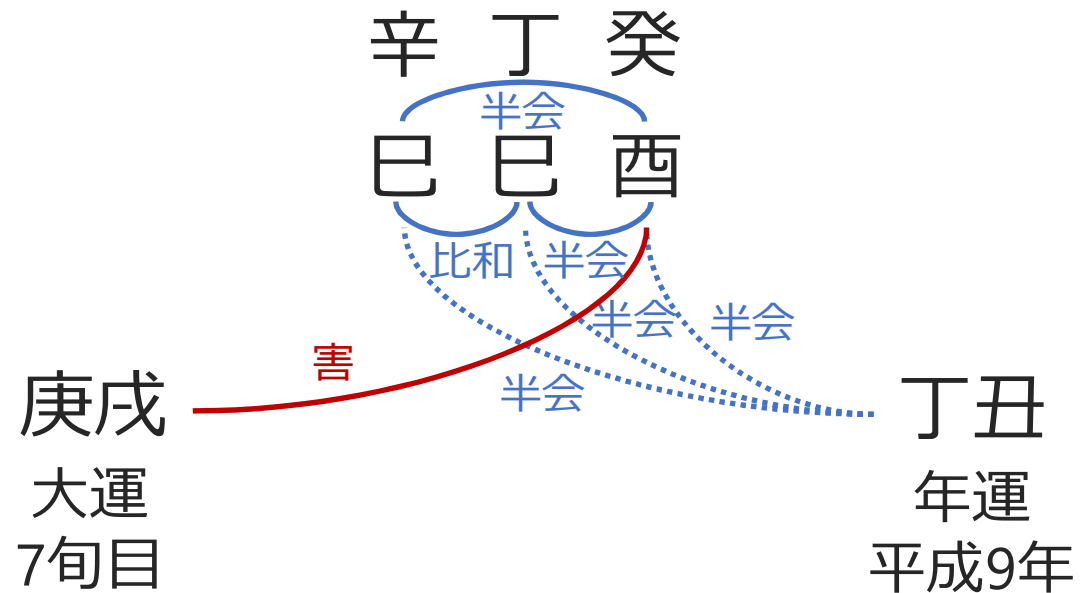 辛丁癸
半会
巳巳酉
比和 半会
半会 半会
害
半会
庚戌 丁丑
大運 年運
7旬目 平成9年